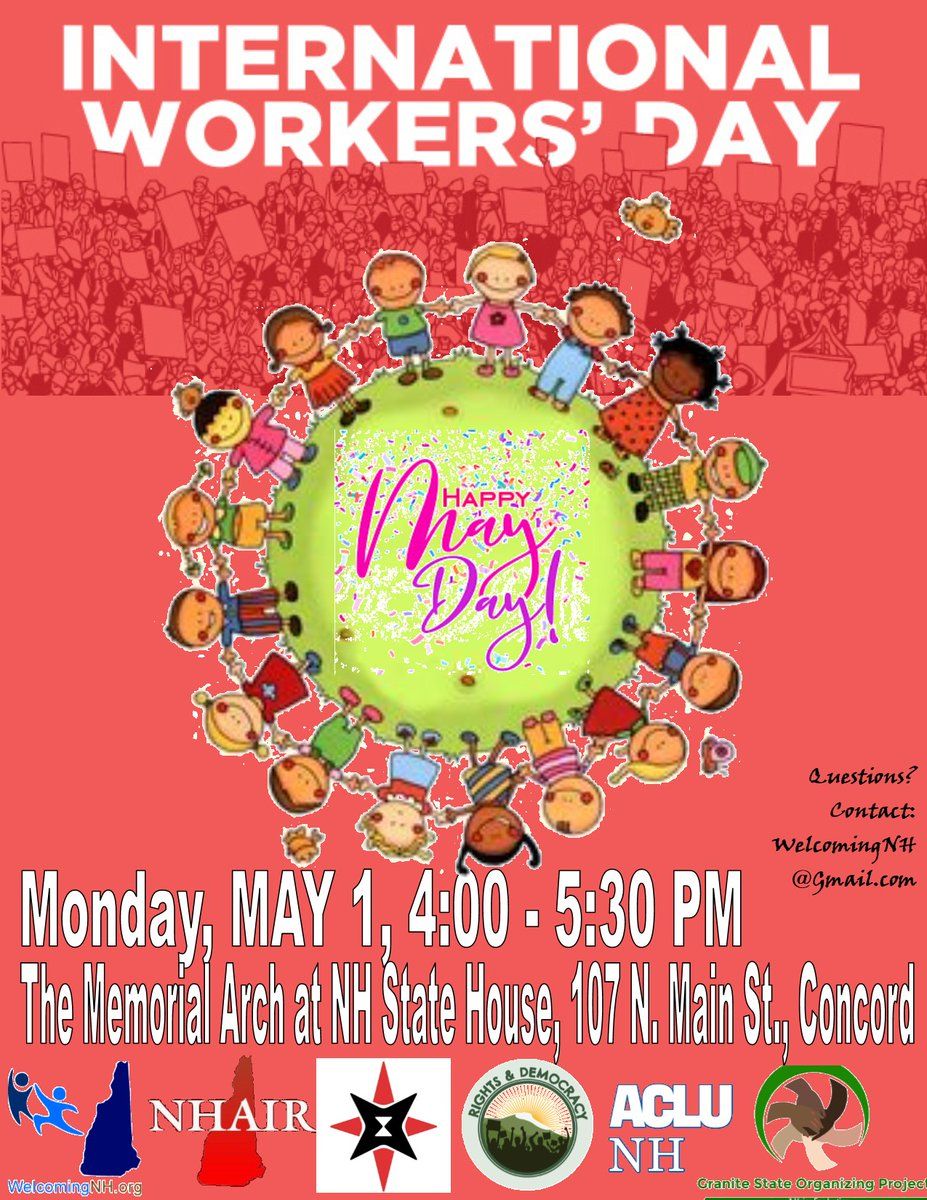 INTERNATIONAL
WORKERS' DAY
HAPPY
May
Day!
Questions?
Contact:
WelcomingNH
@Gmail.com
Monday, MAY 1, 4:00 - 5:30 PM
The Memorial Arch at NH State House, 107 N. Main St., Concord
WelcomingNH.org
NHAIR
RIGHTS & DEMOCRACY
ACLU
NH
Granite State Organizing Project